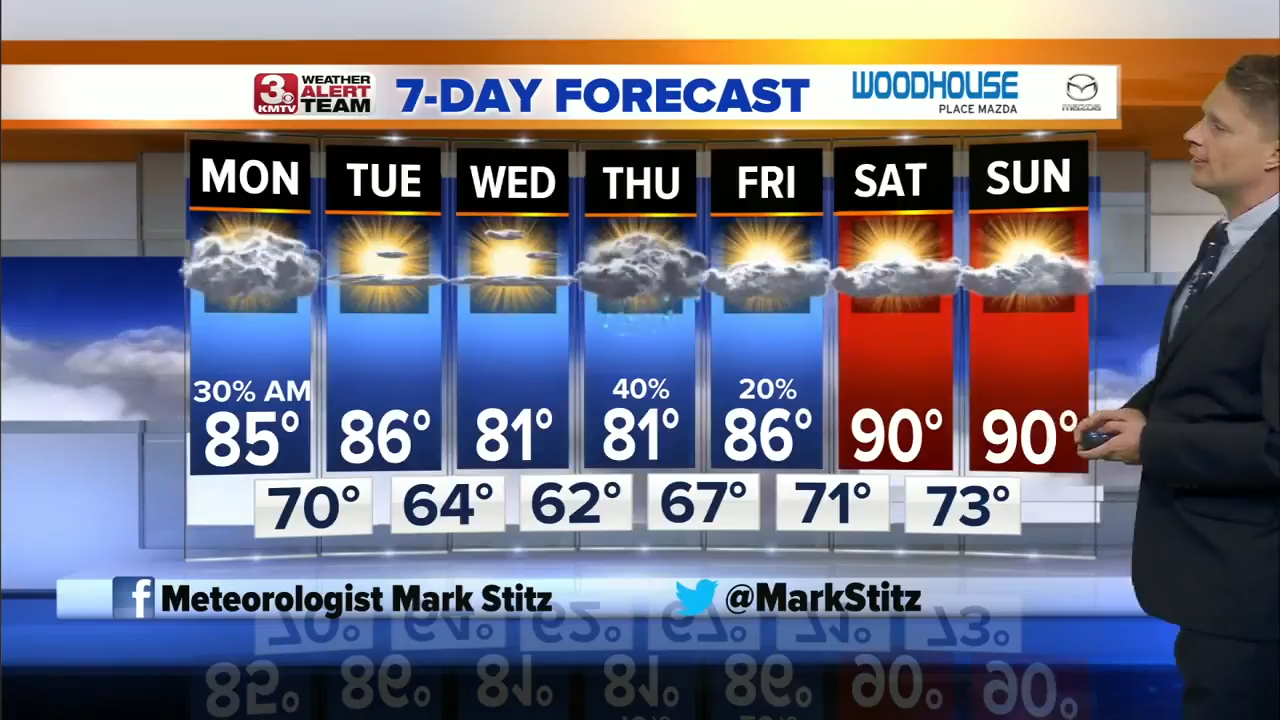 3 KMTV WEATHER ALERT TEAM
7-DAY FORECAST
WOODHOUSE
PLACE MAZDA
mazda
MON TUE WED THU FRI SAT SUN
30% AM 40% 20%
85° 86° 81° 81° 86° 90° 90°
70° 64° 62° 67° 71° 73°
f Meteorologist Mark Stitz @MarkStitz